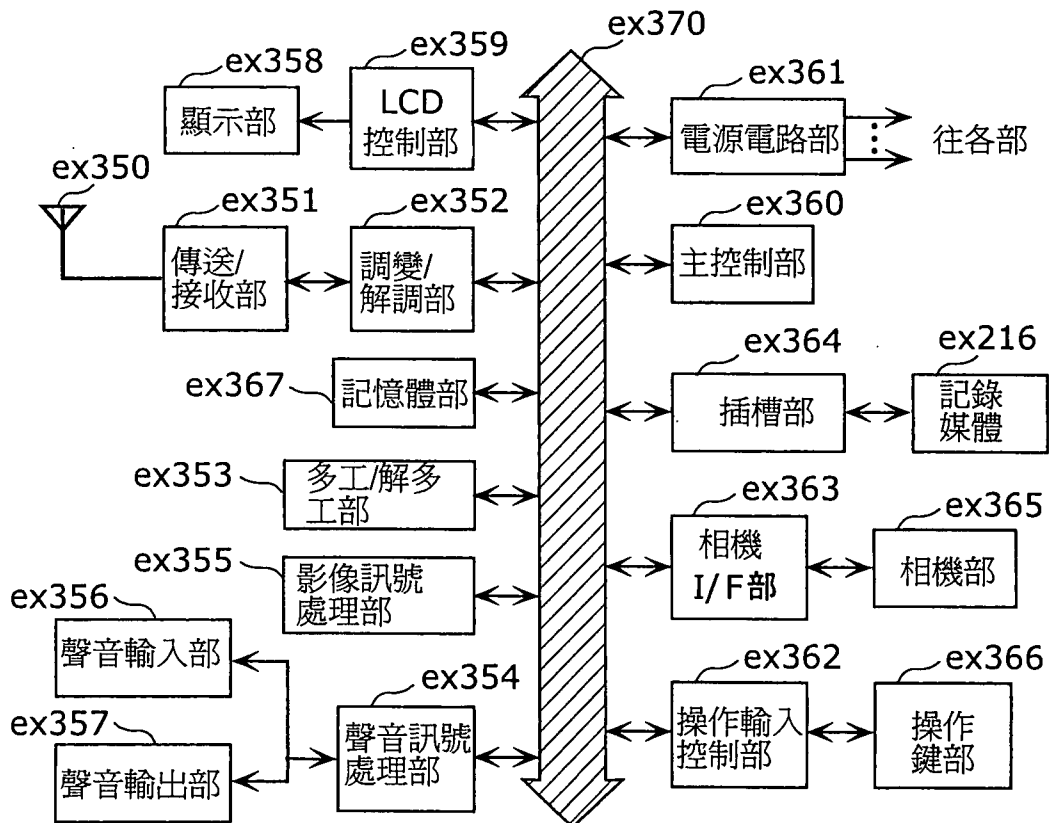 ex370
ex359
ex358
LCD
控制部
顯示部
ex361
電源電路部
往各部
ex350
ex351
ex352
傳送/
接收部
調變/
解調部
ex360
主控制部
ex367
記憶體部
ex364
ex216
插槽部
記錄
媒體
ex353
多工/解多
工部
ex363
ex365
相機
I/F部
相機部
ex355
影像訊號
處理部
ex356
聲音輸入部
ex354
ex362
ex366
ex357
聲音輸出部
聲音訊號
處理部
操作輸入
控制部
操作
鍵部